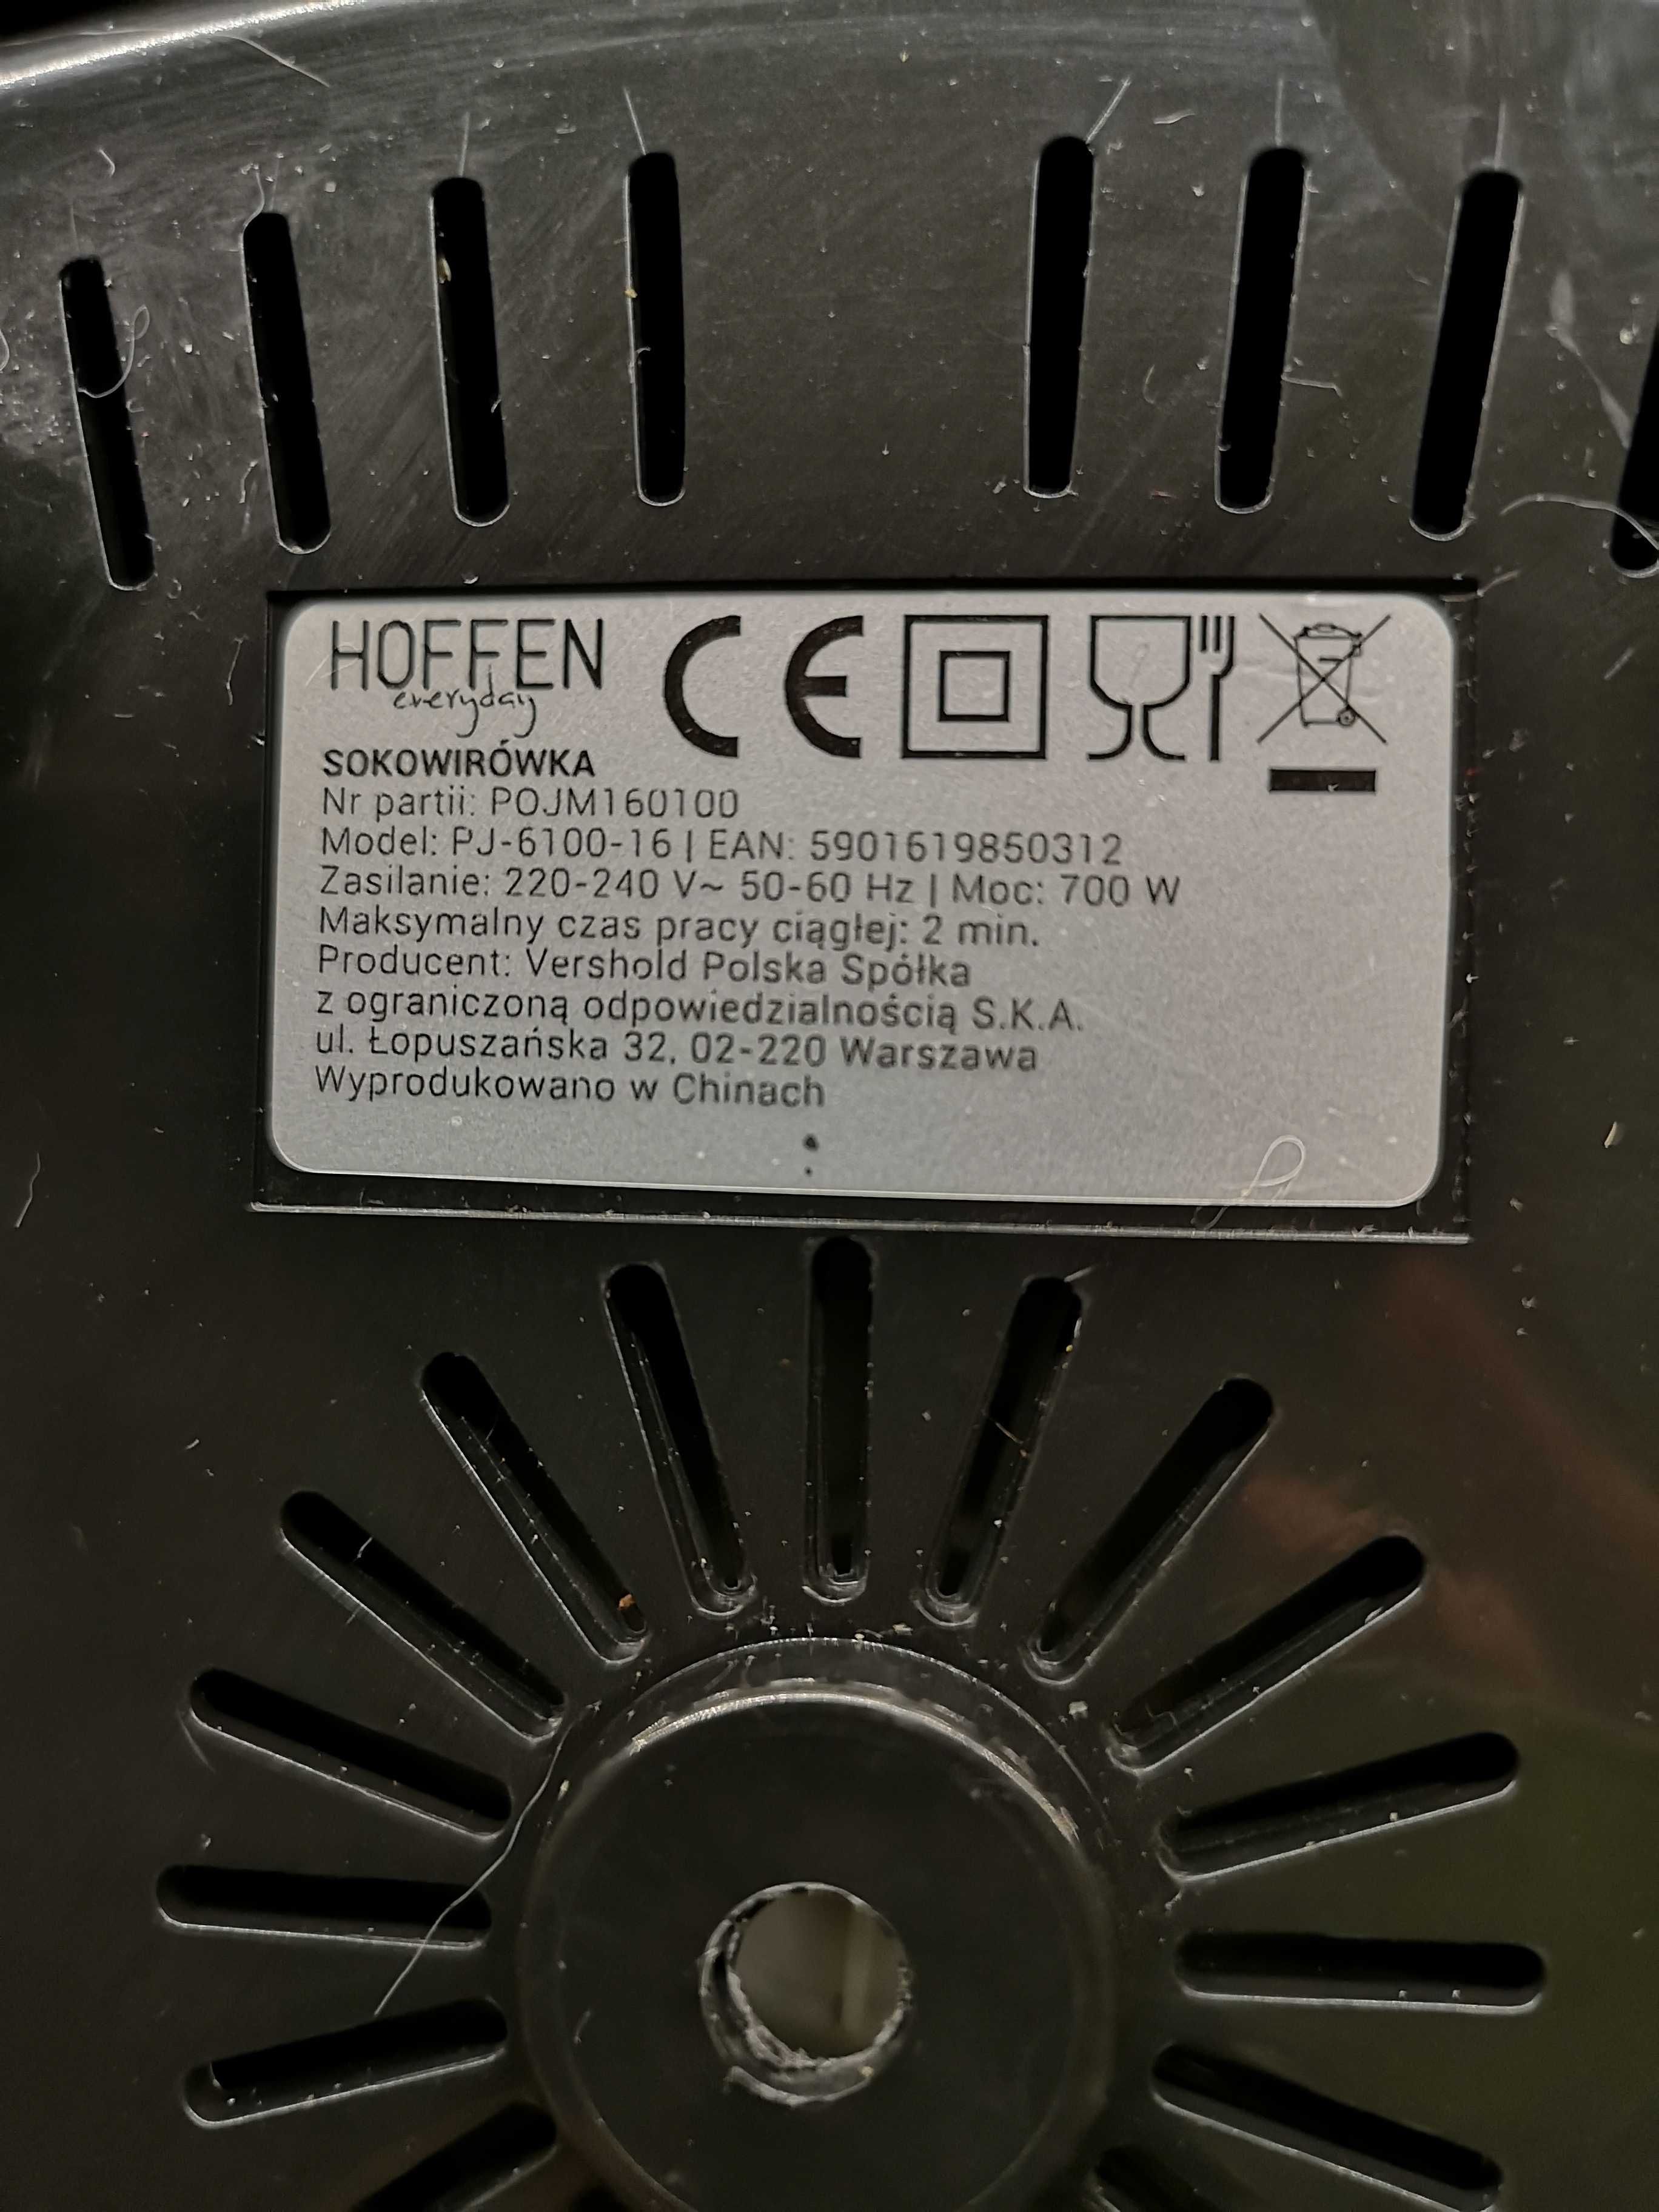 HOFFEN
everyday
CE
SOKOWIRÓWKA
Nr partii: POJM160100
Model: PJ-6100-16 | EAN: 5901619850312
Zasilanie: 220-240 V~ 50-60 Hz | Moc: 700 W
Maksymalny czas pracy ciągłej: 2 min.
Producent: Vershold Polska Spółka
z ograniczoną odpowiedzialnością S.K.A.
ul. Łopuszańska 32, 02-220 Warszawa
Wyprodukowano w Chinach